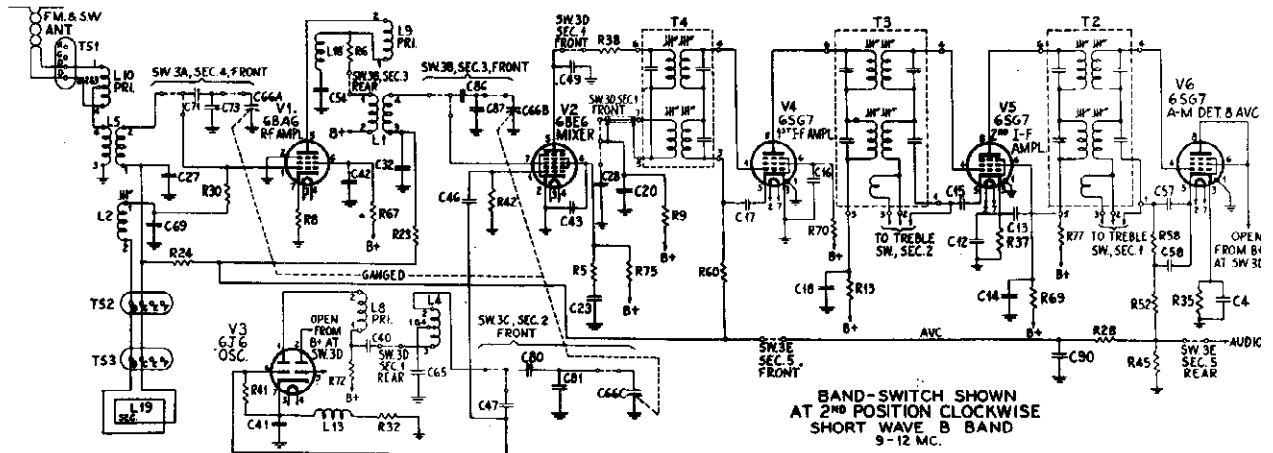 FM. & SW
ANT
TS1
L10
PRI.
SW. 3A, SEC. 4, FRONT
C71
C73
C66A
L5
V1.
6BA6
R-F AMPL.
C27
R30
L2
C69
R24
TS2
TS3
L19
SEC.
L18
R6
L9
PRI.
SW.3B, SEC.3
REAR
C54
B+
L1
C32
C42
R8
R67
B+
R23
SW.3B, SEC.3, FRONT
C86
C87
C66B
GANGED
V3
6J6
OSC.
OPEN
FROM
B+ AT
SW.3D
L8
PRI.
L4
C40
SW.3D
SEC.1
REAR
R72
B+
C65
R41
C41
L13
R32
SW.3C, SEC.2
FRONT
C80
C81
C66C
C47
SW.3D
SEC.1
FRONT
R38
C49
V2
6BE6
MIXER
SW.3D, SEC.1
FRONT
C46
R42
C43
C28
C20
R9
B+
R5
R75
C23
B+
T4
R60
V4
6SG7
1ST I-F AMPL.
C16
C17
R70
B+
T3
C18
R13
B+
TO TREBLE
SW., SEC.2
C15
V5
6SG7
2ND I-F
AMPL.
C12
C13
R37
C14
R69
B+
T2
R77
B+
TO TREBLE
SW., SEC.1
V6
6SG7
A-M DET. & AVC
C57
R58
C58
R52
R35
C4
OPEN
FROM B+
AT SW.3D
SW.3E
SEC.5
FRONT
AVC
C90
R28
R45
SW.3E
SEC.5
REAR
AUDIO
BAND-SWITCH SHOWN
AT 2ND POSITION CLOCKWISE
SHORT WAVE B BAND
9-12 MC.